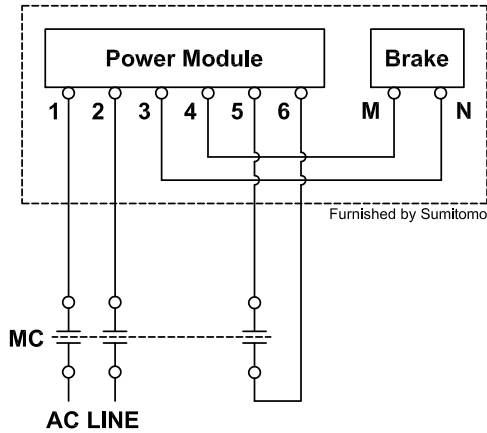 Power Module
Brake
1 2 3 4 5 6 M N
Furnished by Sumitomo
MC
AC LINE